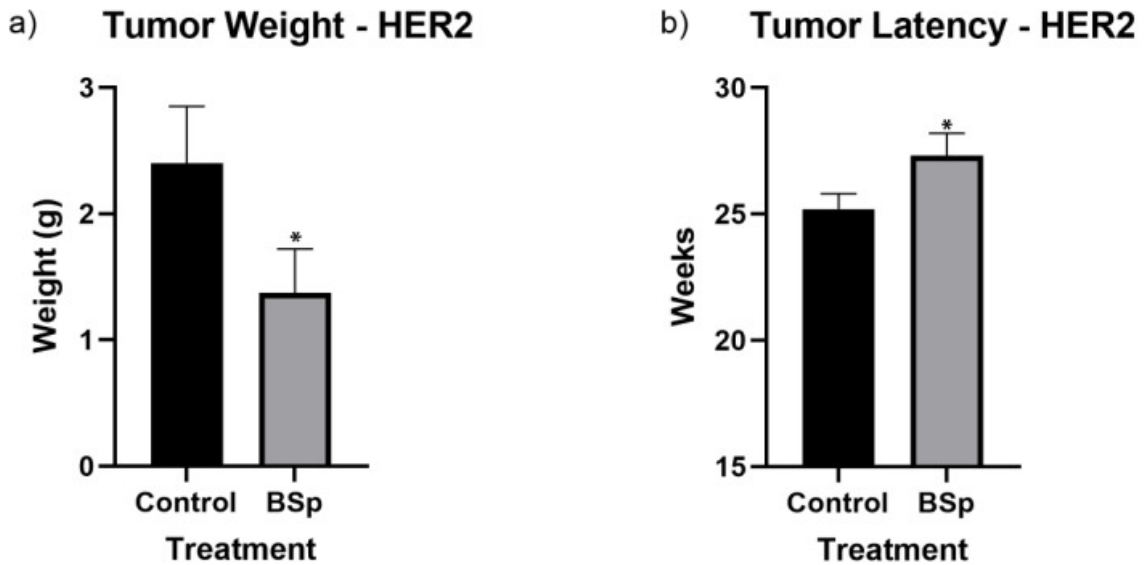 a) Tumor Weight - HER2
3
2
1
0
Weight (g)
*
Control BSp
Treatment
b) Tumor Latency - HER2
30
25
20
15
Weeks
*
Control BSp
Treatment